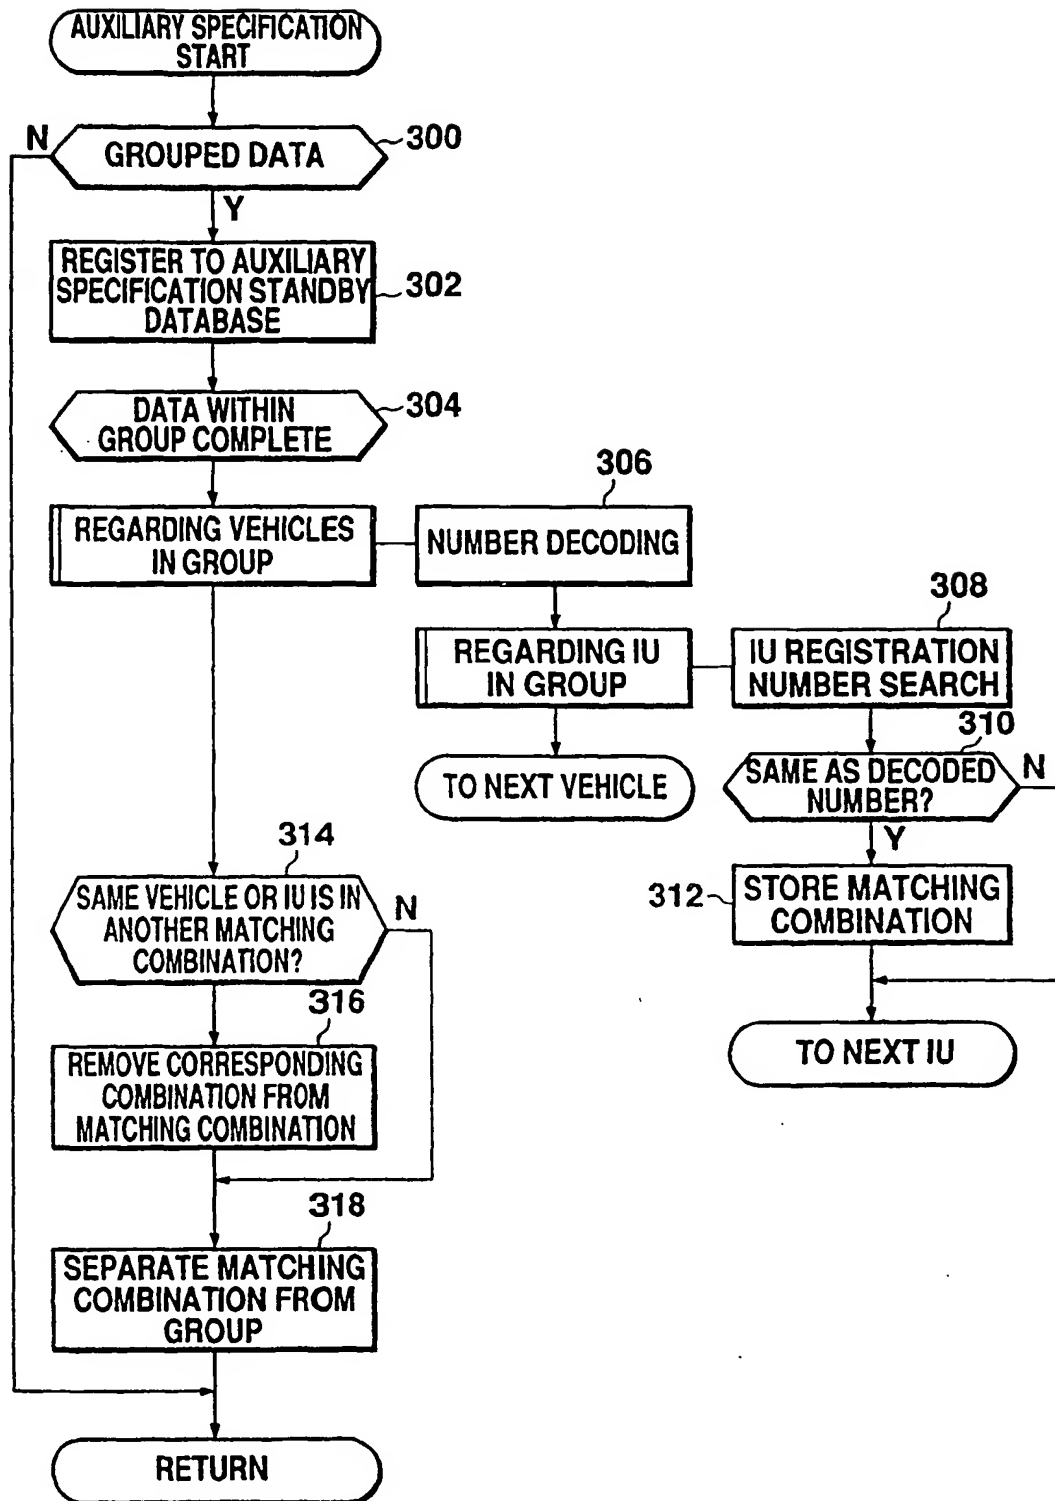 AUXILIARY SPECIFICATION
START
N
GROUPED DATA
300
Y
REGISTER TO AUXILIARY
SPECIFICATION STANDBY
DATABASE
302
DATA WITHIN
GROUP COMPLETE
304
REGARDING VEHICLES
IN GROUP
306
NUMBER DECODING
REGARDING IU
IN GROUP
308
IU REGISTRATION
NUMBER SEARCH
TO NEXT VEHICLE
310
SAME AS DECODED
NUMBER?
N
Y
312
STORE MATCHING
COMBINATION
TO NEXT IU
314
SAME VEHICLE OR IU IS IN
ANOTHER MATCHING
COMBINATION?
N
316
REMOVE CORRESPONDING
COMBINATION FROM
MATCHING COMBINATION
318
SEPARATE MATCHING
COMBINATION FROM
GROUP
RETURN